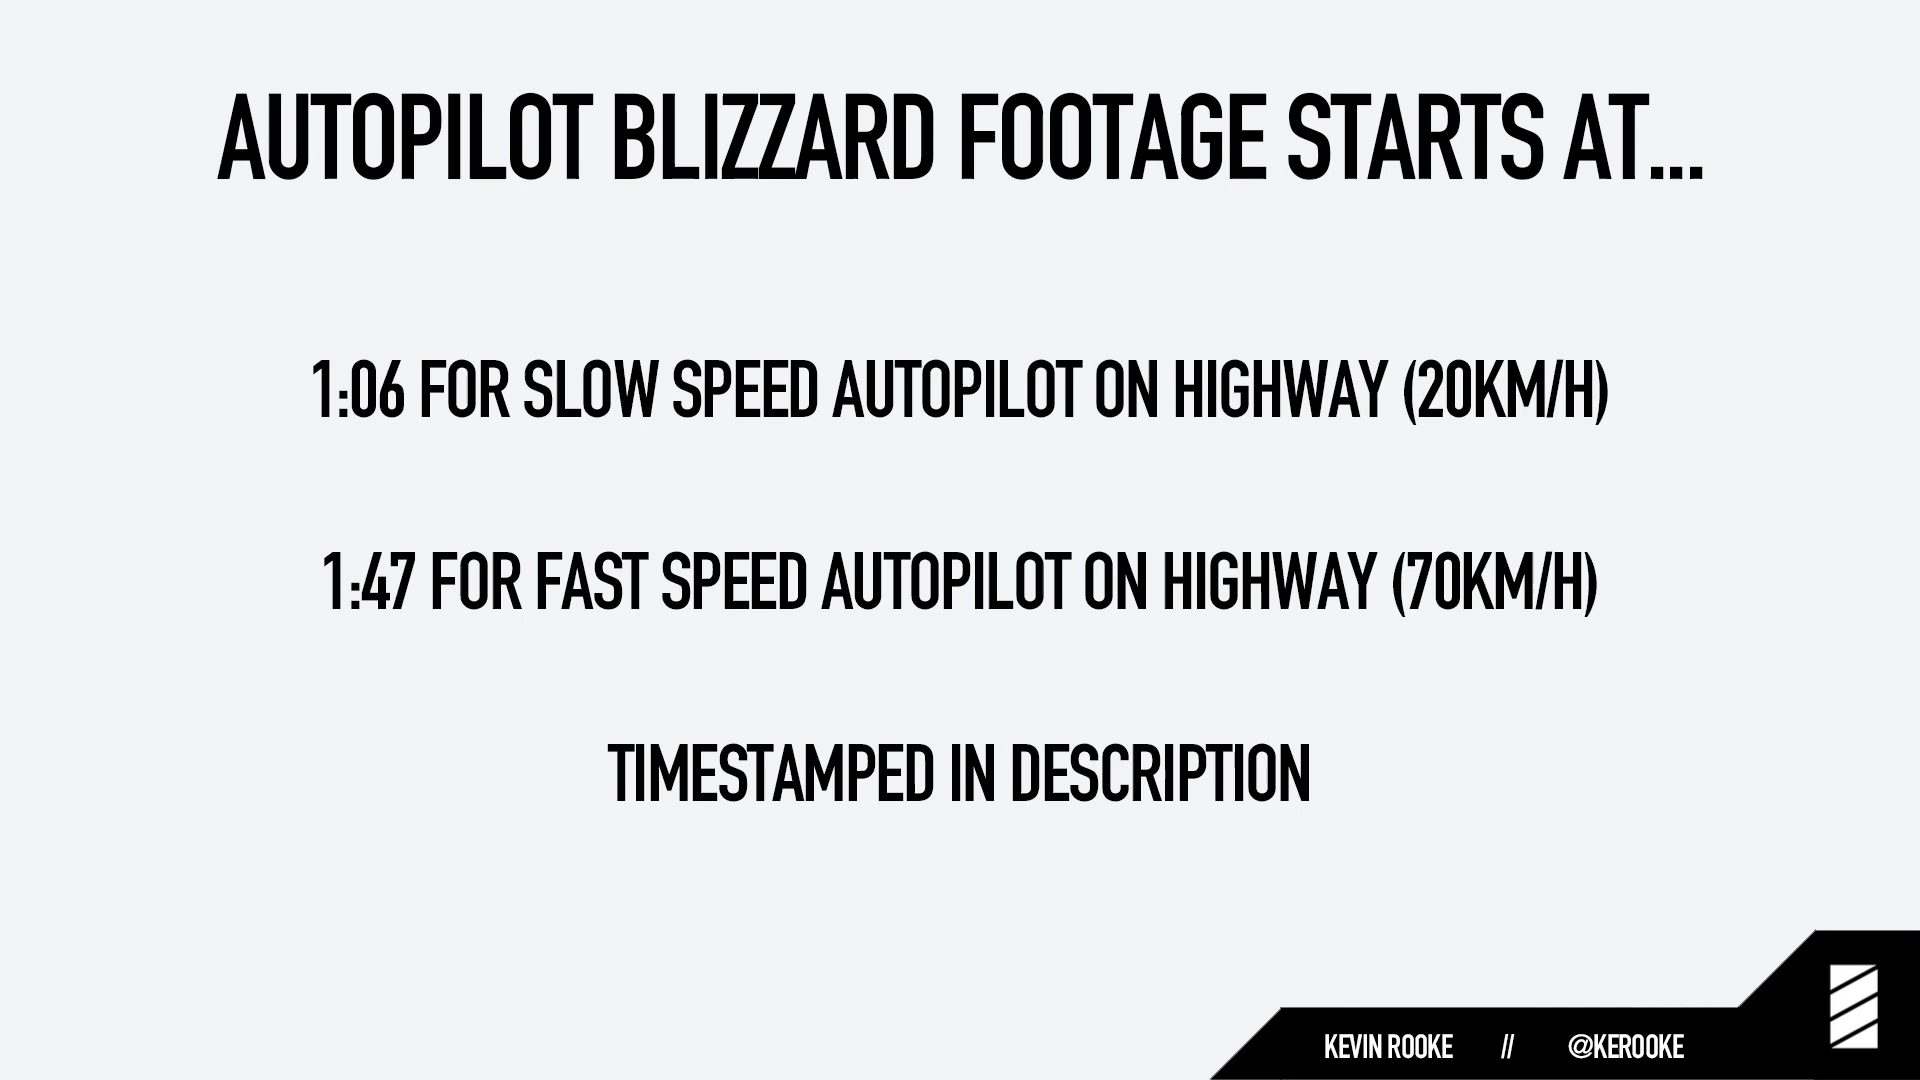 AUTOPILOT BLIZZARD FOOTAGE STARTS AT...
1:06 FOR SLOW SPEED AUTOPILOT ON HIGHWAY (20KM/H)
1:47 FOR FAST SPEED AUTOPILOT ON HIGHWAY (70KM/H)
TIMESTAMPED IN DESCRIPTION
KEVIN ROOKE // @KEROOKE